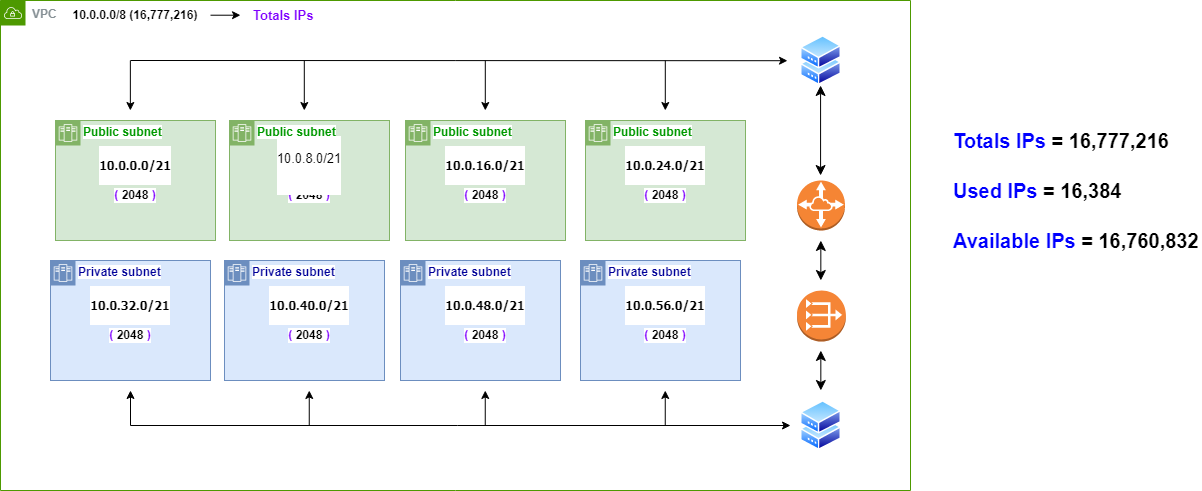 VPC 10.0.0.0/8 (16,777,216) Totals IPs
Public subnet
10.0.0.0/21
( 2048 )
Public subnet
10.0.8.0/21
( 2048 )
Public subnet
10.0.16.0/21
( 2048 )
Public subnet
10.0.24.0/21
( 2048 )
Private subnet
10.0.32.0/21
( 2048 )
Private subnet
10.0.40.0/21
( 2048 )
Private subnet
10.0.48.0/21
( 2048 )
Private subnet
10.0.56.0/21
( 2048 )
Totals IPs = 16,777,216
Used IPs = 16,384
Available IPs = 16,760,832